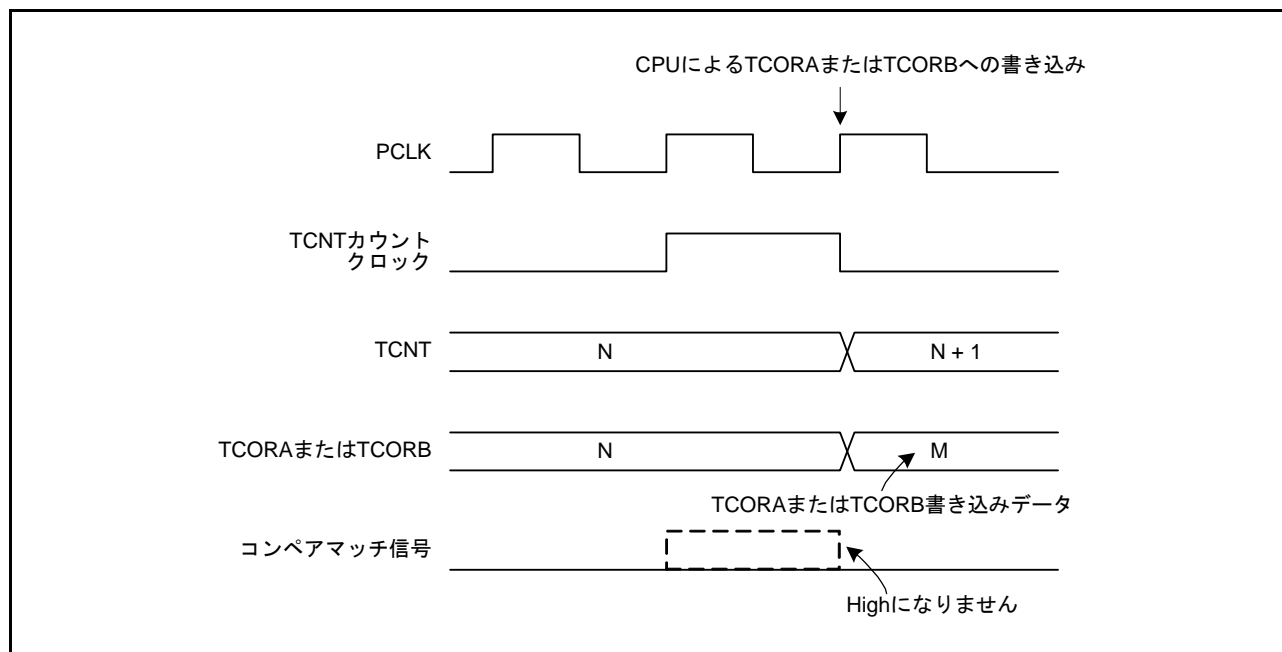 CPUによるTCORAまたはTCORBへの書き込み
PCLK
TCNTカウント
クロック
TCNT
N
N + 1
TCORAまたはTCORB
N
M
TCORAまたはTCORB書き込みデータ
コンペアマッチ信号
Highになりません